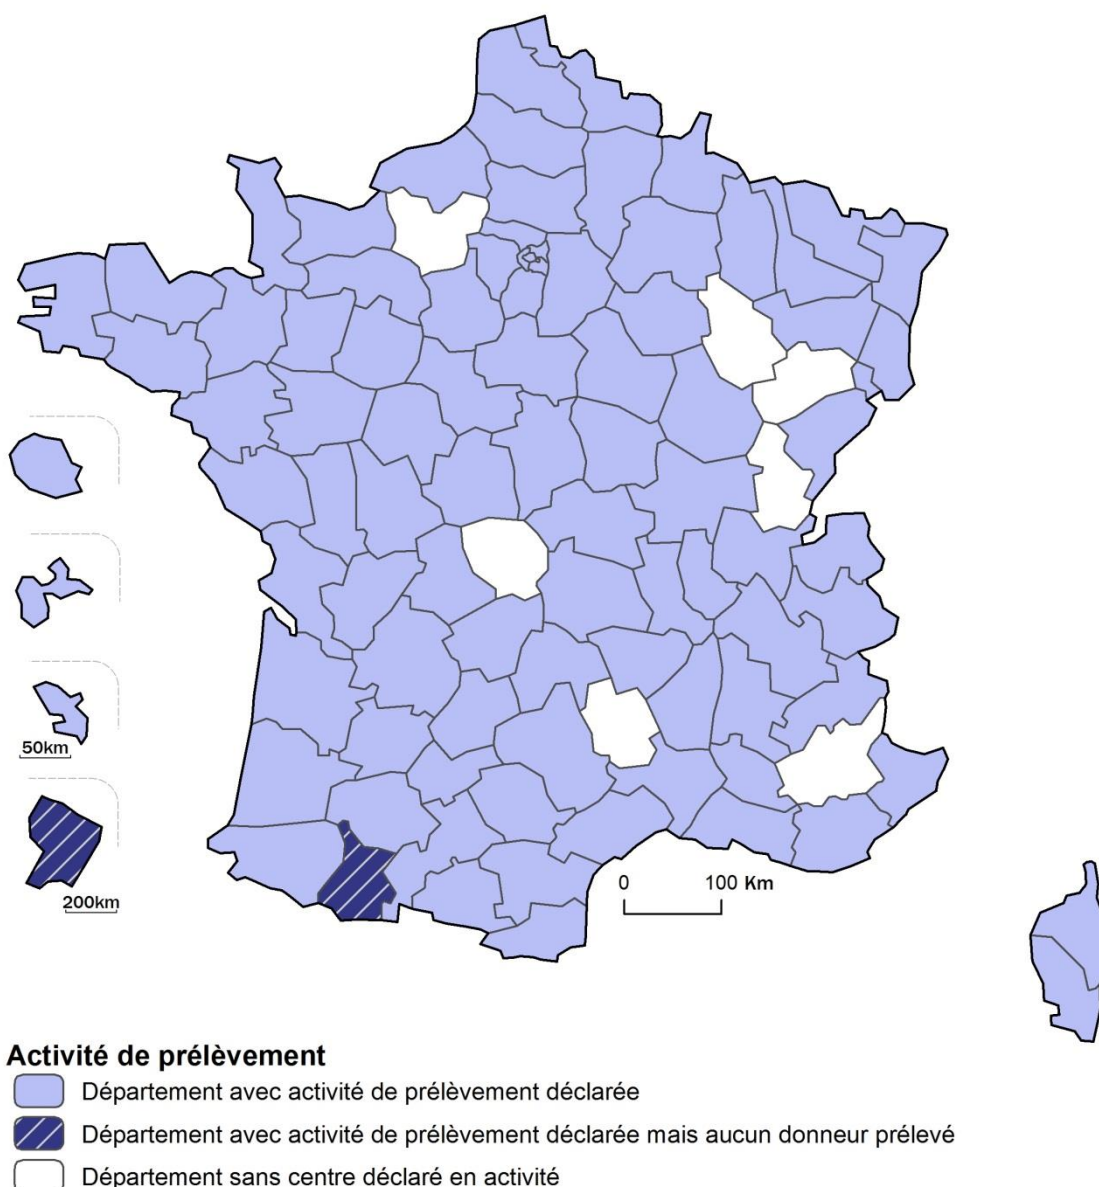 50km
200km
0 100 Km
Activité de prélèvement
Département avec activité de prélèvement déclarée
Département avec activité de prélèvement déclarée mais aucun donneur prélevé
Département sans centre déclaré en activité